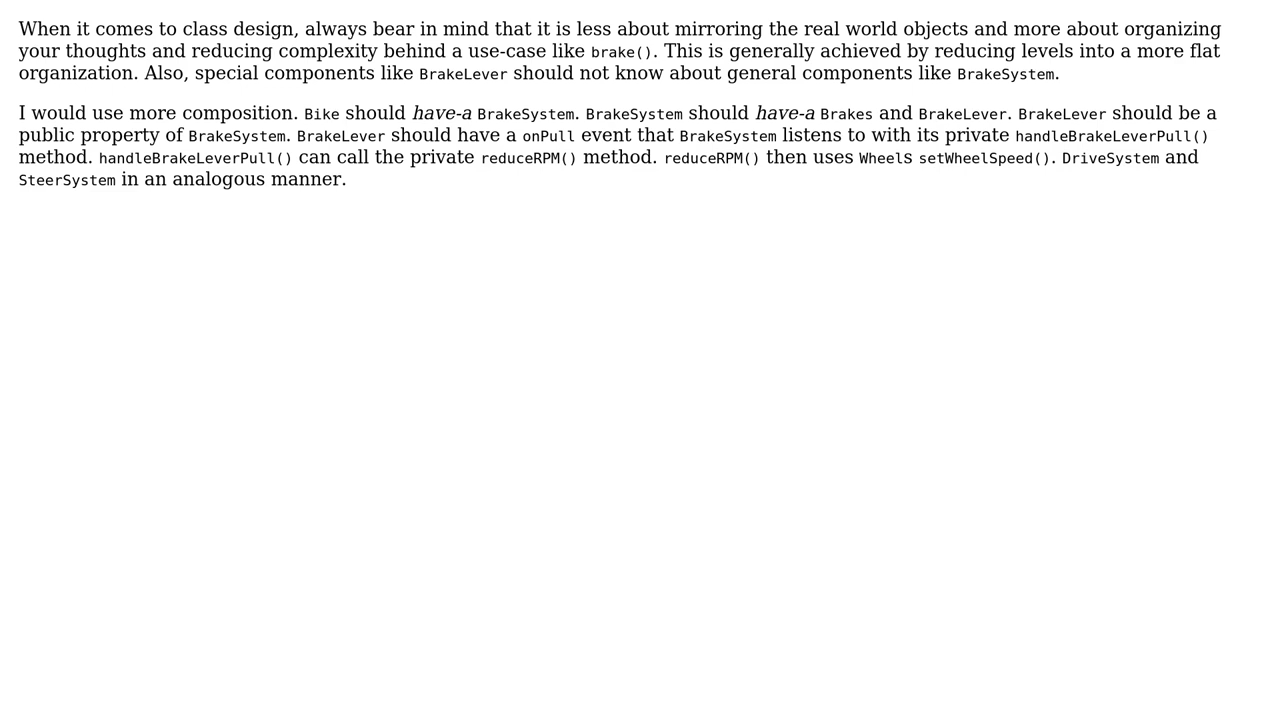 When it comes to class design, always bear in mind that it is less about mirroring the real world objects and more about organizing
your thoughts and reducing complexity behind a use-case like brake(). This is generally achieved by reducing levels into a more flat
organization. Also, special components like BrakeLever should not know about general components like BrakeSystem.
I would use more composition. Bike should have-a BrakeSystem. BrakeSystem should have-a Brakes and BrakeLever. BrakeLever should be a
public property of BrakeSystem. BrakeLever should have a onPull event that BrakeSystem listens to with its private handleBrakeLeverPull()
method. handleBrakeLeverPull() can call the private reduceRPM() method. reduceRPM() then uses Wheels setWheelSpeed(). DriveSystem and
SteerSystem in an analogous manner.